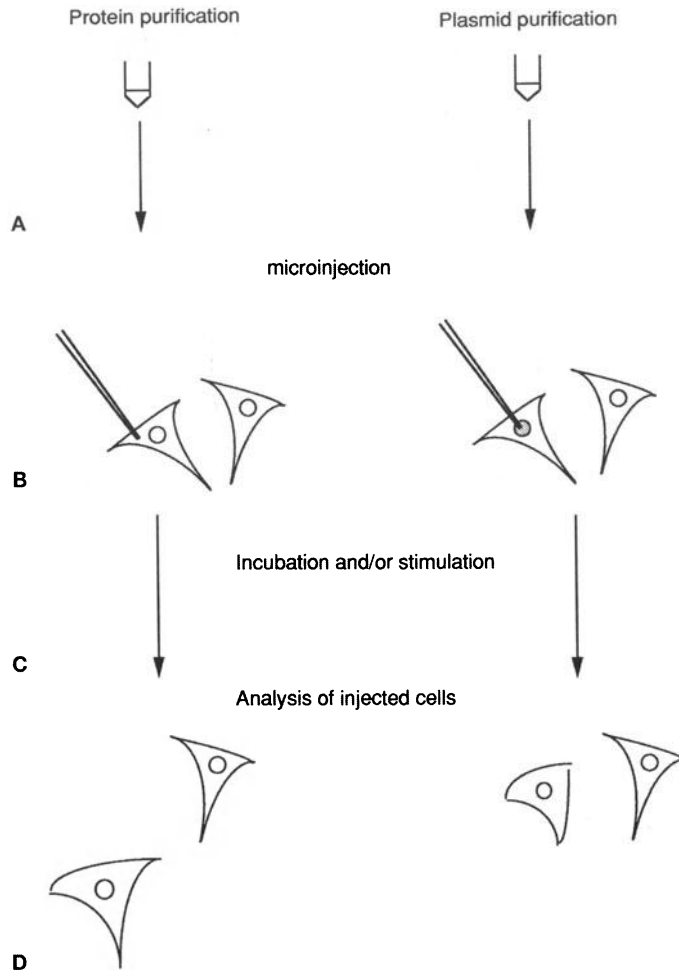 Protein purification
Plasmid purification
A
microinjection
B
Incubation and/or stimulation
C
Analysis of injected cells
D